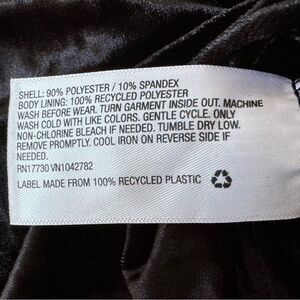 SHELL: 90% POLYESTER / 10% SPANDEX
BODY LINING: 100% RECYCLED POLYESTER
WASH BEFORE WEAR. TURN GARMENT INSIDE OUT. MACHINE
WASH COLD WITH LIKE COLORS. GENTLE CYCLE. ONLY
NON-CHLORINE BLEACH IF NEEDED. TUMBLE DRY LOW.
REMOVE PROMPTLY. COOL IRON ON REVERSE SIDE IF
NEEDED.
RN17730 VN1042782
LABEL MADE FROM 100% RECYCLED PLASTIC